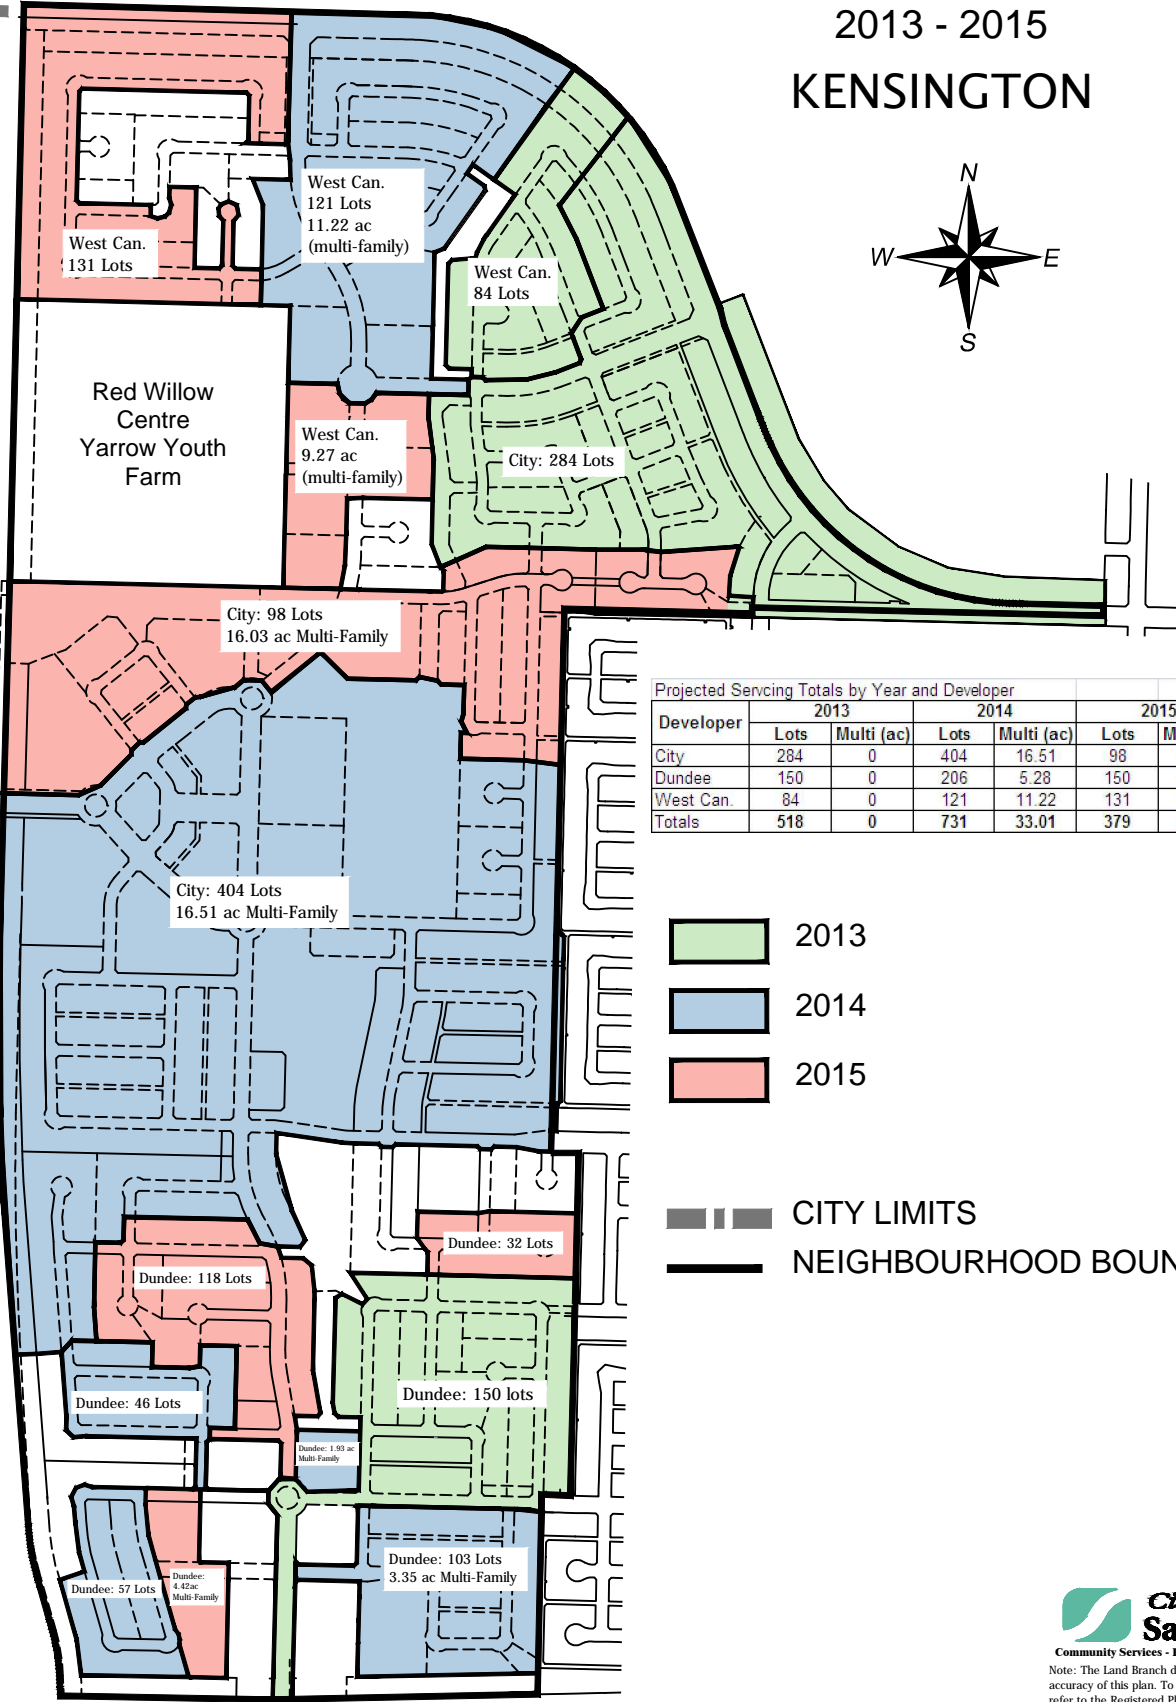 2013 - 2015
KENSINGTON
N
W
E
S
West Can.
121 Lots
11.22 ac
(multi-family)
West Can.
131 Lots
West Can.
84 Lots
Red Willow
Centre
Yarrow Youth
Farm
West Can.
9.27 ac
(multi-family)
City: 284 Lots
City: 98 Lots
16.03 ac Multi-Family
Projected Servcing Totals by Year and Developer
Developer 2013 2014 2015
Lots Multi (ac) Lots Multi (ac) Lots
City 284 0 404 16.51 98
Dundee 150 0 206 5.28 150
West Can. 84 0 121 11.22 131
Totals 518 0 731 33.01 379
City: 404 Lots
16.51 ac Multi-Family
2013
2014
2015
CITY LIMITS
NEIGHBOURHOOD
Dundee: 32 Lots
Dundee: 118 Lots
Dundee: 46 Lots
Dundee: 150 lots
Dundee: 1.93 ac
Multi-Family
Dundee: 57 Lots
Dundee:
4.42ac
Multi-Family
Dundee: 103 Lots
3.35 ac Multi-Family
Community Services -
Note: The Land Branch
accuracy of this plan. To
refer to the Registered